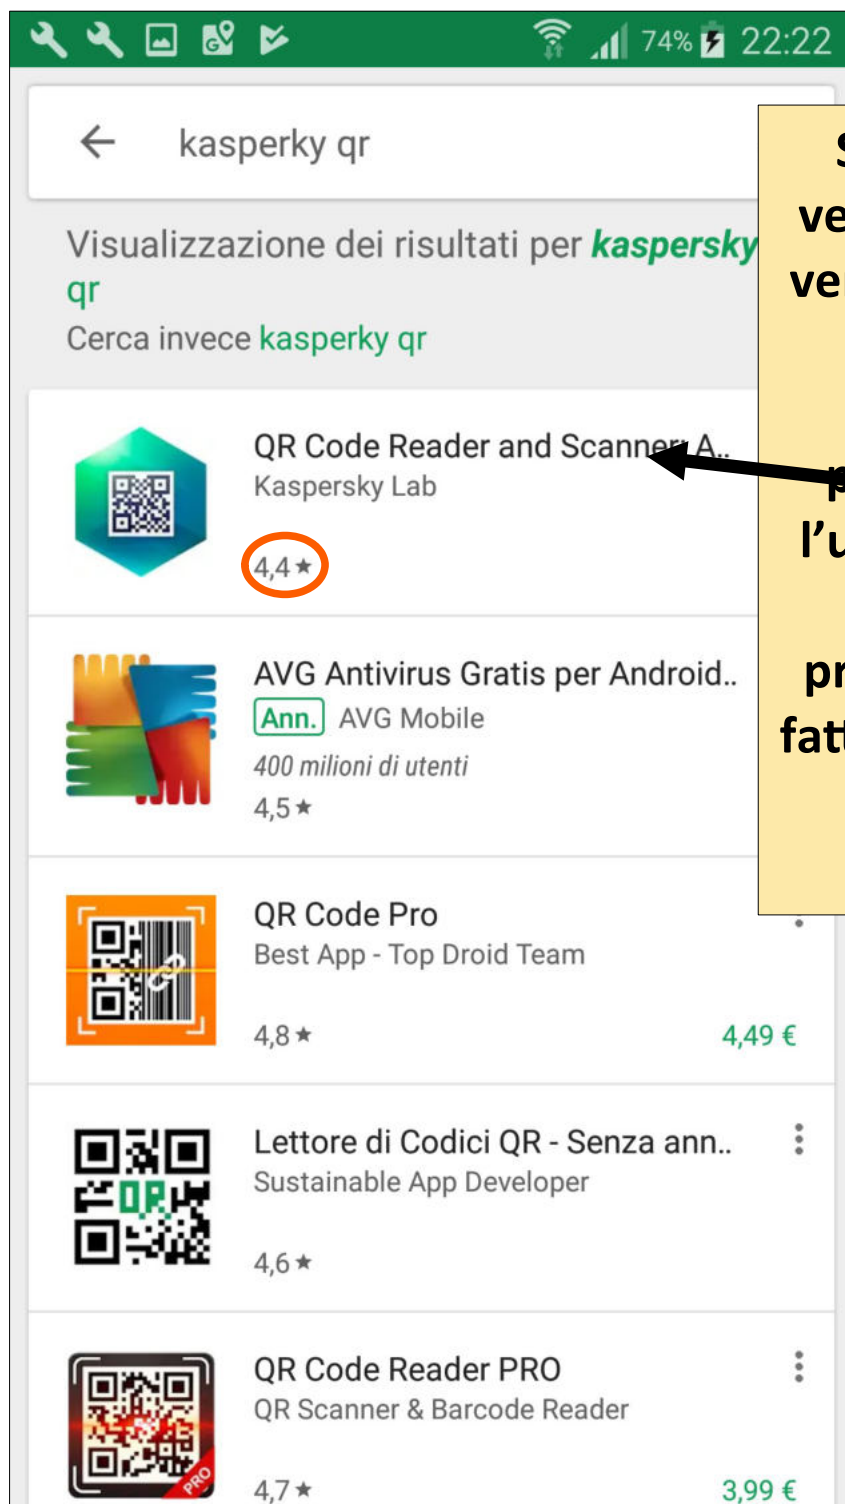 74% 22:22
kasperky qr
Visualizzazione dei risultati per kaspersky
qr
Cerca invece kasperky qr
QR Code Reader and Scanner: A..
Kaspersky Lab
4,4★
AVG Antivirus Gratis per Android..
Ann. AVG Mobile
400 milioni di utenti
4,5★
QR Code Pro
Best App - Top Droid Team
4,8★ 4,49 €
QR
Lettore di Codici QR - Senza ann..
Sustainable App Developer
4,6★
QR Code Reader PRO
QR Scanner & Barcode Reader
PRO
4,7★ 3,99 €